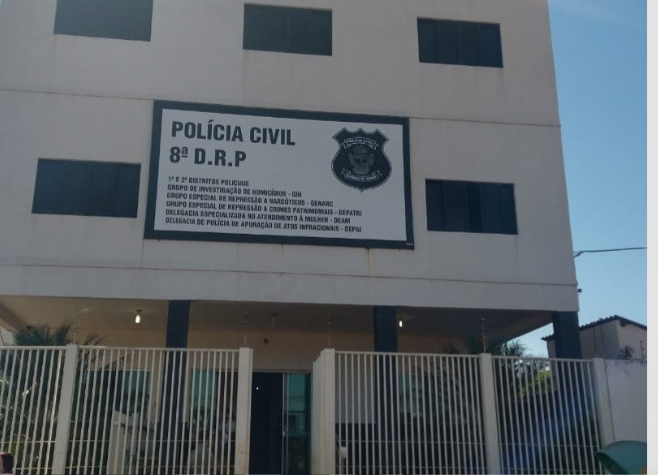 POLÍCIA CIVIL
8ª D.R.P
1º E 2º DISTRITOS POLICIAIS
GRUPO DE INVESTIGAÇÃO DE HOMICÍDIOS - GIH
GRUPO ESPECIAL DE REPRESSÃO A NARCÓTICOS - GENARC
GRUPO ESPECIAL DE REPRESSÃO A CRIMES PATRIMONIAIS - GEPATRI
DELEGACIA ESPECIALIZADA NO ATENDIMENTO À MULHER - DEAM
DELEGACIA DE POLÍCIA DE APURAÇÃO DE ATOS INFRACIONAIS - DEPAI